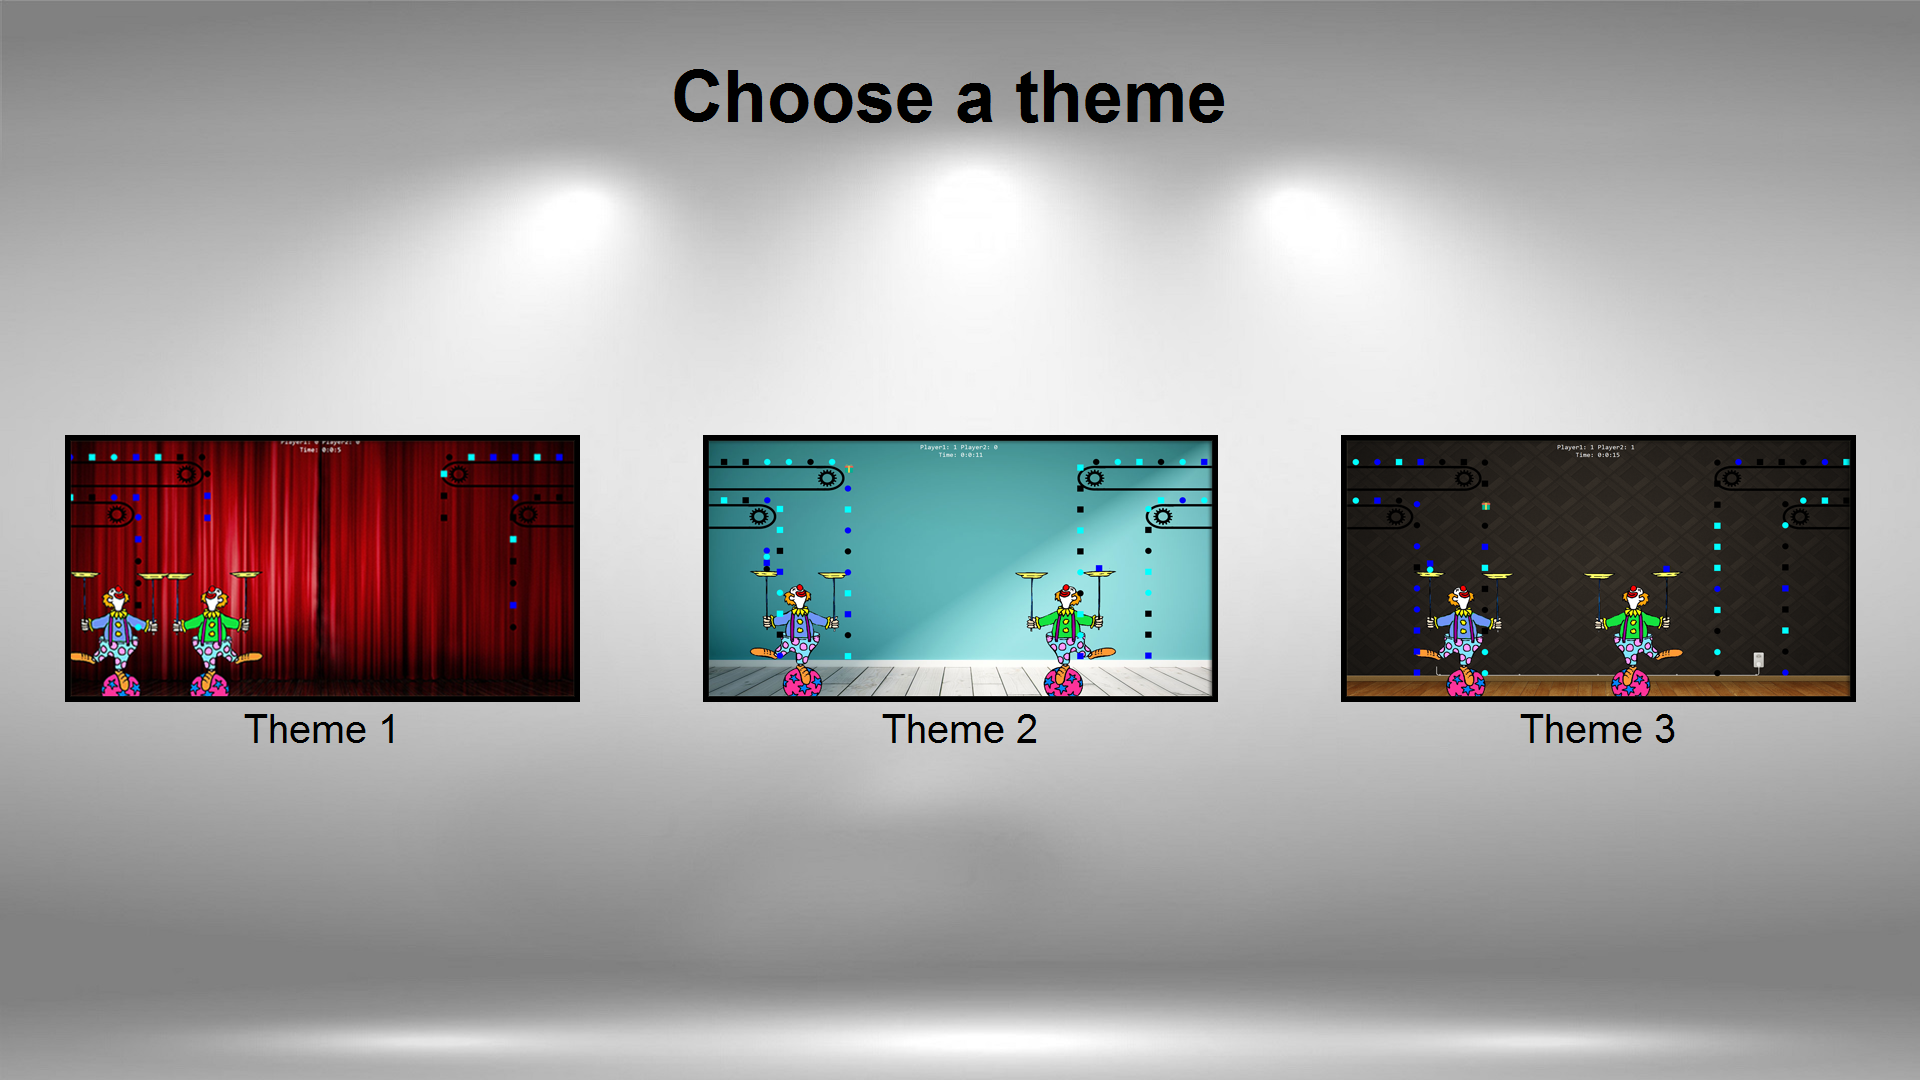 Choose a theme
Player1: 0 Player2: 0
Time: 0:0:5
Player1: 1 Player2: 0
Time: 0:0:11
Player1: 1 Player2: 1
Time: 0:0:15
Theme 1
Theme 2
Theme 3